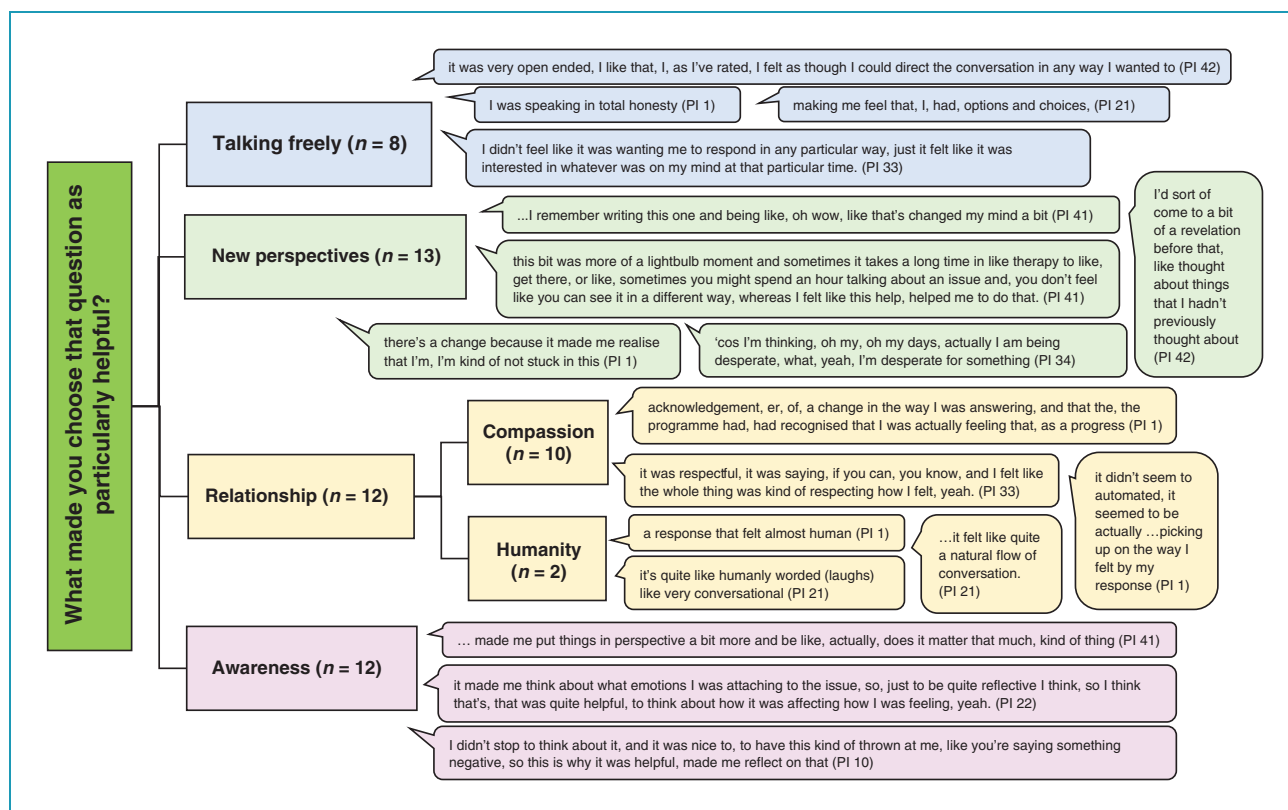 What made you choose that question as
particularly helpful?
Talking freely (n = 8)
it was very open ended, I like that, I, as I've rated, I felt as though I could direct the conversation in any way I wanted to (PI 42)
I was speaking in total honesty (PI 1)
making me feel that, I, had, options and choices, (PI 21)
I didn't feel like it was wanting me to respond in any particular way, just it felt like it was
interested in whatever was on my mind at that particular time. (PI 33)
New perspectives (n = 13)
...I remember writing this one and being like, oh wow, like that's changed my mind a bit (PI 41)
this bit was more of a lightbulb moment and sometimes it takes a long time in like therapy to like,
get there, or like, sometimes you might spend an hour talking about an issue and, you don't feel
like you can see it in a different way, whereas I felt like this help, helped me to do that. (PI 41)
I'd sort of
come to a bit
of a revelation
before that,
like thought
about things
that I hadn't
previously
thought about
(PI 42)
there's a change because it made me realise
that I'm, I'm kind of not stuck in this (PI 1)
'cos I'm thinking, oh my, oh my days, actually I am being
desperate, what, yeah, I'm desperate for something (PI 34)
Relationship (n = 12)
Compassion
(n = 10)
acknowledgement, er, of, a change in the way I was answering, and that the, the
programme had, had recognised that I was actually feeling that, as a progress (PI 1)
it was respectful, it was saying, if you can, you know, and I felt like
the whole thing was kind of respecting how I felt, yeah. (PI 33)
it didn't seem to
automated, it
seemed to be
actually …picking
up on the way I
felt by my
response (PI 1)
Humanity
(n = 2)
a response that felt almost human (PI 1)
it's quite like humanly worded (laughs)
like very conversational (PI 21)
…it felt like quite
a natural flow of
conversation.
(PI 21)
Awareness (n = 12)
… made me put things in perspective a bit more and be like, actually, does it matter that much, kind of thing (PI 41)
it made me think about what emotions I was attaching to the issue, so, just to be quite reflective I think, so I think
that's, that was quite helpful, to think about how it was affecting how I was feeling, yeah. (PI 22)
I didn't stop to think about it, and it was nice to, to have this kind of thrown at me, like you're saying something
negative, so this is why it was helpful, made me reflect on that (PI 10)